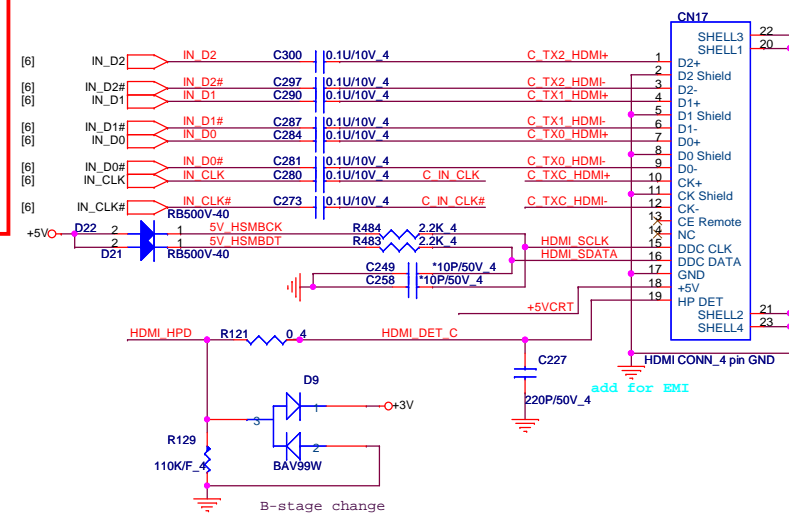 CN17
SHELL3 22
SHELL1 20
[6] IN_D2 IN_D2 C300 0.1U/10V_4 C_TX2_HDMI+ 1 D2+
2 D2 Shield
[6] IN_D2# IN_D2# C297 0.1U/10V_4 C_TX2_HDMI- 3 D2-
[6] IN_D1 IN_D1 C290 0.1U/10V_4 C_TX1_HDMI+ 4 D1+
5 D1 Shield
[6] IN_D1# IN_D1# C287 0.1U/10V_4 C_TX1_HDMI- 6 D1-
[6] IN_D0 IN_D0 C284 0.1U/10V_4 C_TX0_HDMI+ 7 D0+
8 D0 Shield
[6] IN_D0# IN_D0# C281 0.1U/10V_4 C_TX0_HDMI- 9 D0-
[6] IN_CLK IN_CLK C280 0.1U/10V_4 C_IN_CLK C_TXC_HDMI+ 10 CK+
11 CK Shield
[6] IN_CLK# IN_CLK# C273 0.1U/10V_4 C_IN_CLK# C_TXC_HDMI- 12 CK-
RB500V-40
13 CE Remote
+5V D22 2 1 5V_HSMBCK R484 2.2K_4 14 NC
D21 2 1 5V_HSMBDT R483 2.2K_4 HDMI_SCLK 15 DDC CLK
RB500V-40 HDMI_SDATA 16 DDC DATA
C249 *10P/50V_4 17 GND
C258 *10P/50V_4 18 +5V
19 HP DET
+5VCRT
SHELL2 21
SHELL4 23
HDMI_HPD R121 0_4 HDMI_DET_C
C227 HDMI CONN_4 pin GND
220P/50V_4 add for EMI
D9
3 1 +3V
R129 2
110K/F_4 BAV99W
B-stage change